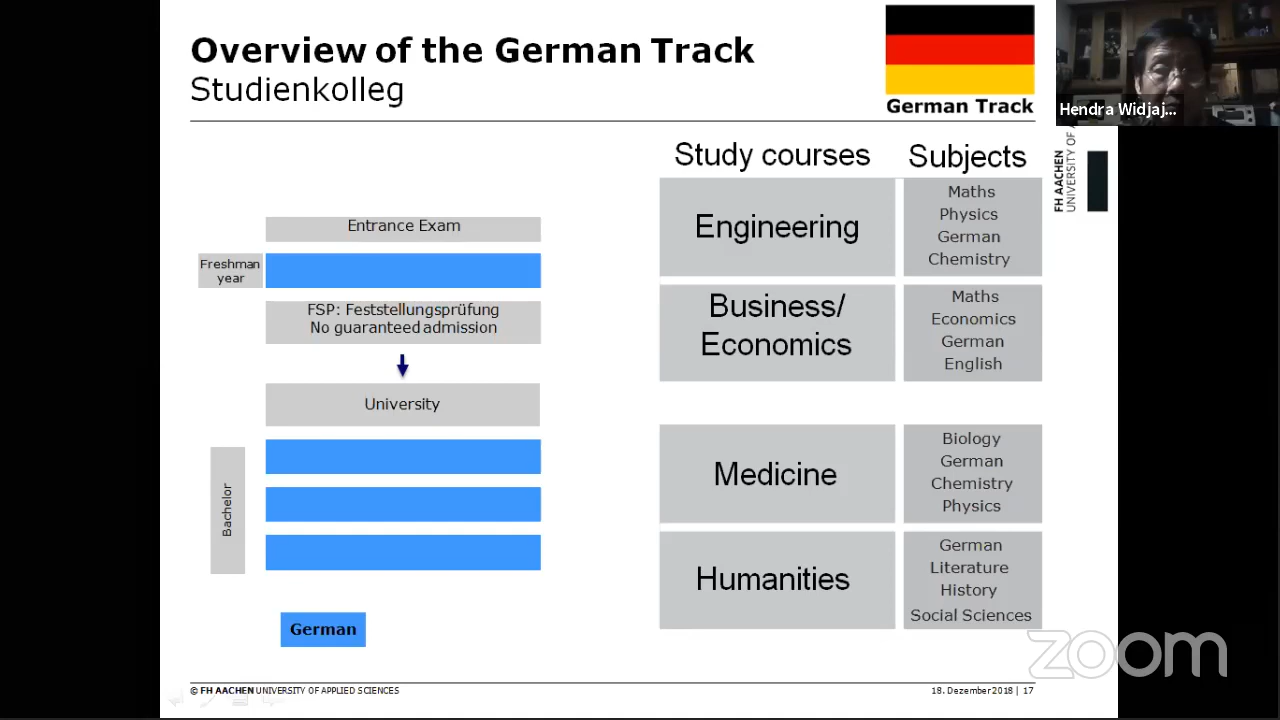 Overview of the German Track
Studienkolleg
German Track
Hendra Widjaj...
FH AACHEN
UNIVERSITY OF
Entrance Exam
Freshman
year
FSP: Feststellungsprüfung
No guaranteed admission
University
Bachelor
German
Study courses
Subjects
Engineering
Maths
Physics
German
Chemistry
Business/
Economics
Maths
Economics
German
English
Medicine
Biology
German
Chemistry
Physics
Humanities
German
Literature
History
Social Sciences
zoom
© FH AACHEN UNIVERSITY OF APPLIED SCIENCES
18. Dezember 2018 | 17